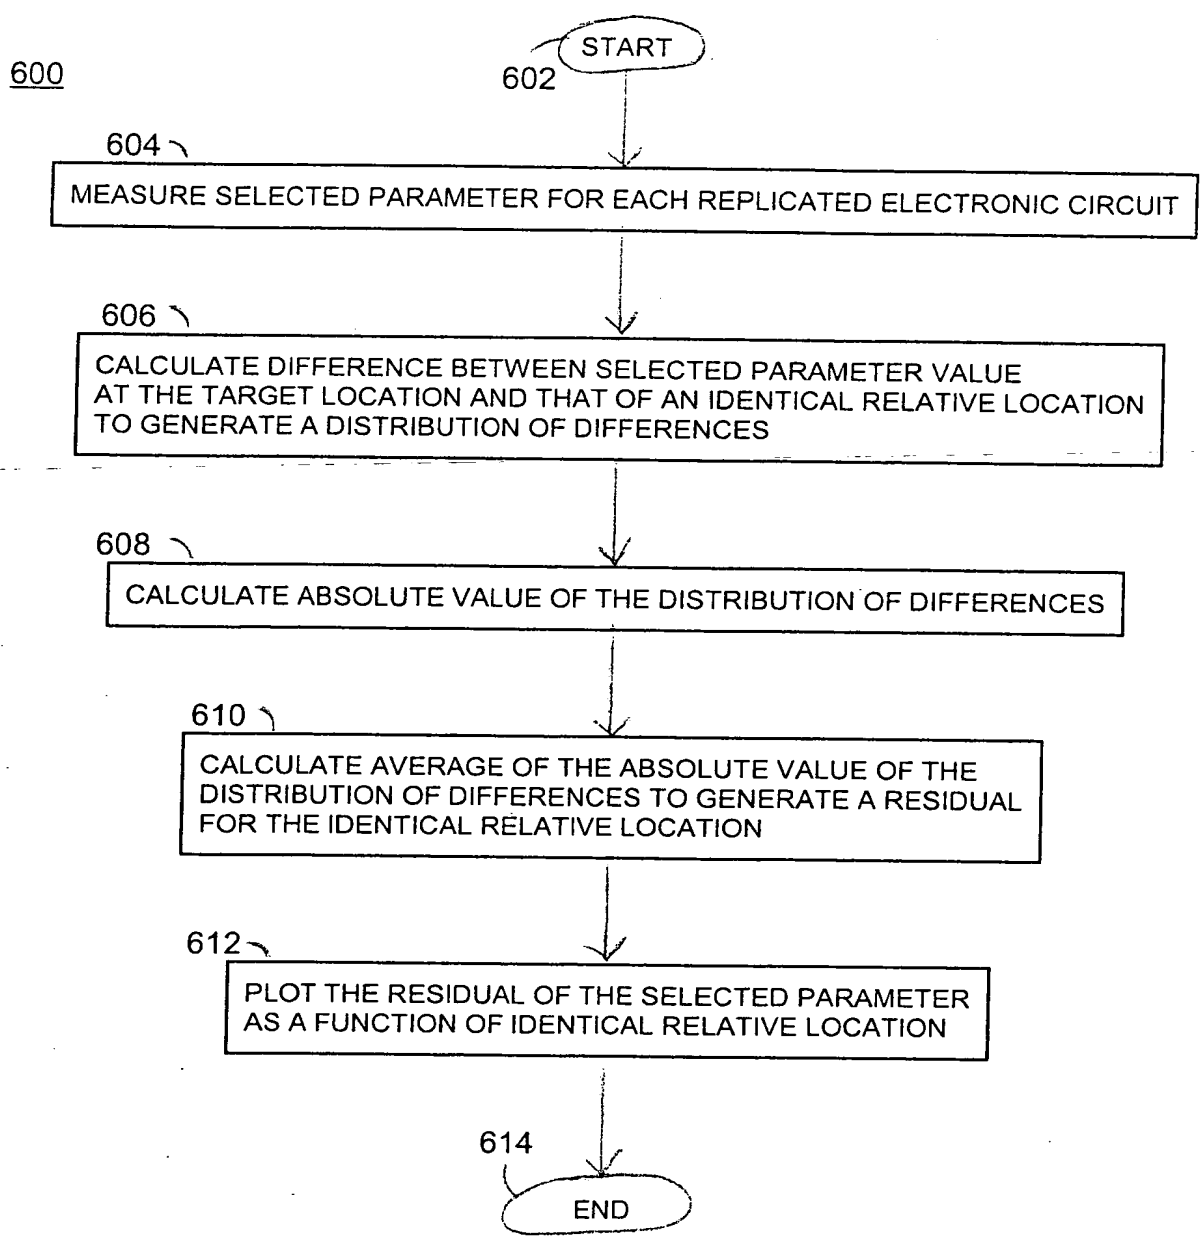 START
602
600
604
MEASURE SELECTED PARAMETER FOR EACH REPLICATED ELECTRONIC CIRCUIT
606
CALCULATE DIFFERENCE BETWEEN SELECTED PARAMETER VALUE
AT THE TARGET LOCATION AND THAT OF AN IDENTICAL RELATIVE LOCATION
TO GENERATE A DISTRIBUTION OF DIFFERENCES
608
CALCULATE ABSOLUTE VALUE OF THE DISTRIBUTION OF DIFFERENCES
610
CALCULATE AVERAGE OF THE ABSOLUTE VALUE OF THE
DISTRIBUTION OF DIFFERENCES TO GENERATE A RESIDUAL
FOR THE IDENTICAL RELATIVE LOCATION
612
PLOT THE RESIDUAL OF THE SELECTED PARAMETER
AS A FUNCTION OF IDENTICAL RELATIVE LOCATION
614
END